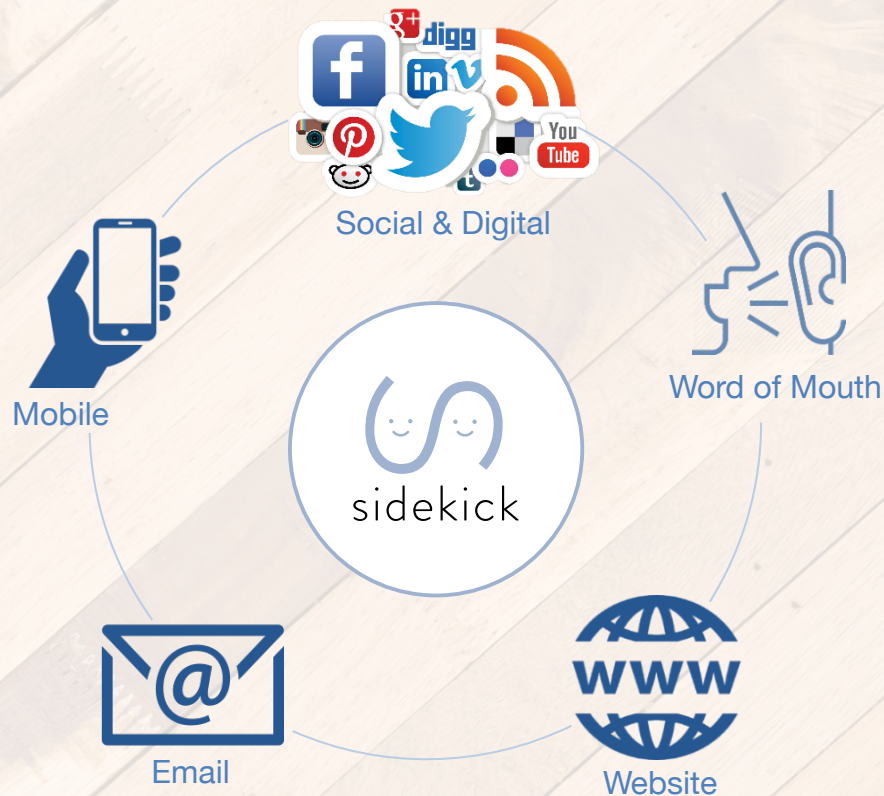 g+
digg
f
in
v
You
Tube
t
Social & Digital
Mobile
Word of Mouth
sidekick
@
www
Email
Website